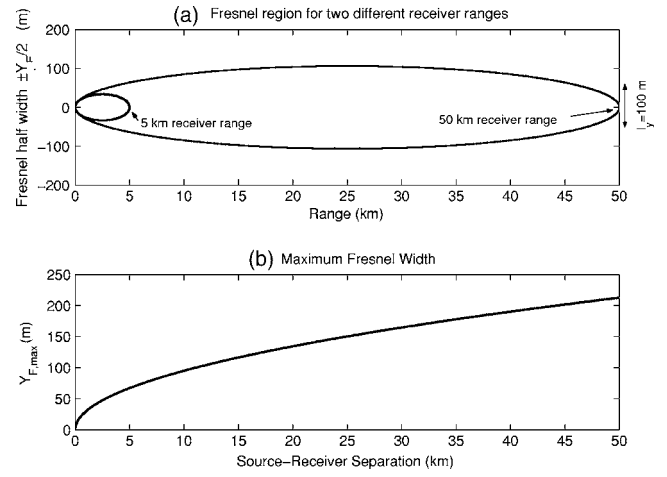 (a) Fresnel region for two different receiver ranges
Fresnel half width ±Y_F/2 (m)
200
100
0
−100
−200
5 km receiver range
50 km receiver range
l_y=100 m
0 5 10 15 20 25 30 35 40 45 50
Range (km)
(b) Maximum Fresnel Width
Y_F,max (m)
250
200
150
100
50
0
0 5 10 15 20 25 30 35 40 45 50
Source−Receiver Separation (km)